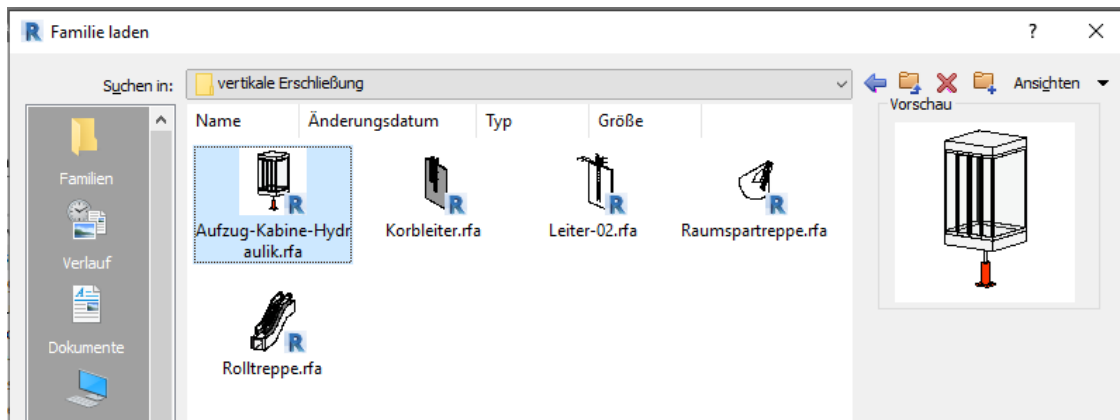 Familie laden
Suchen in:
vertikale Erschließung
Ansichten
Vorschau
Name Änderungsdatum Typ Größe
Familien
Verlauf
Dokumente
Aufzug-Kabine-Hydr
aulik.rfa
Korbleiter.rfa
Leiter-02.rfa
Raumspartreppe.rfa
Rolltreppe.rfa